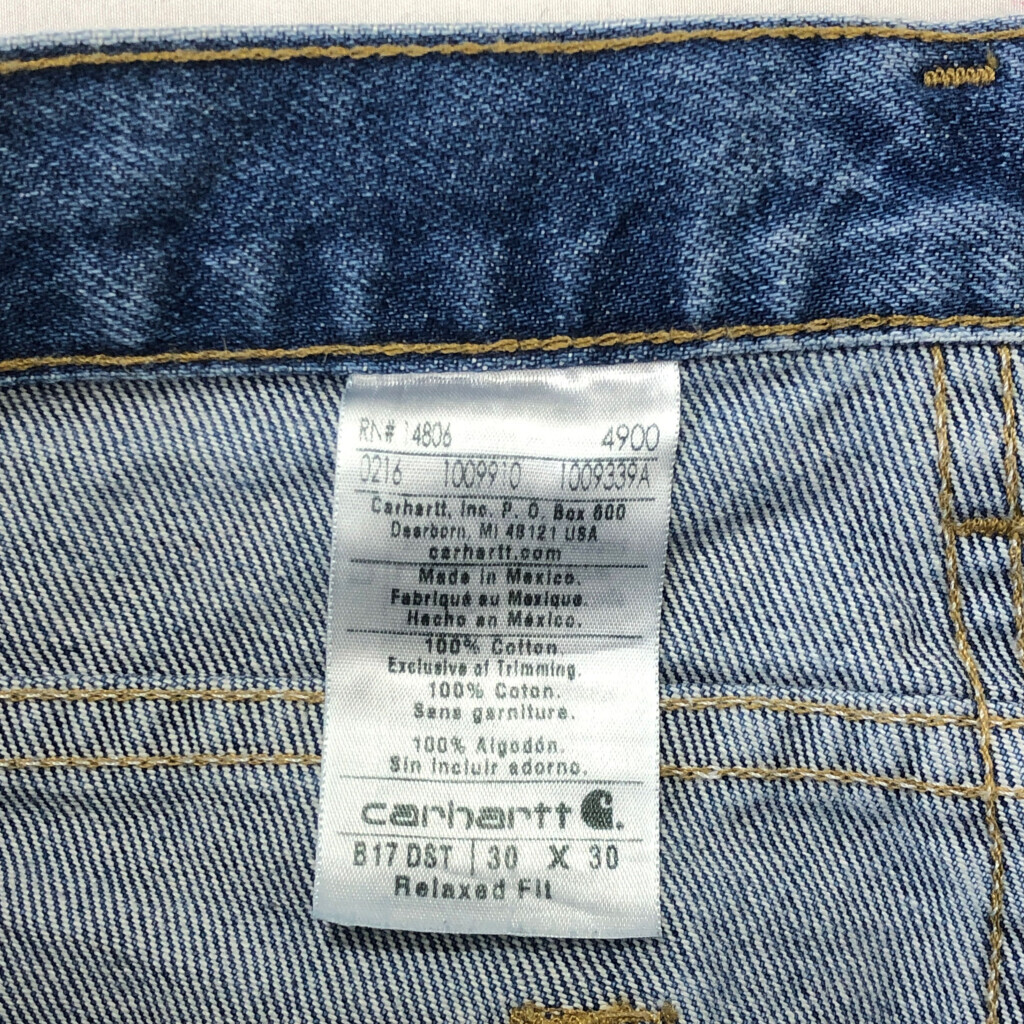 RN# 14806 4900
0216 1009910 1009339A
Carhartt, Inc. P. O. Box 600
Dearborn, MI 48121 USA
carhartt.com
Made in Mexico.
Fabriqué au Mexique.
Hecho en México.
100% Cotton.
Exclusive of Trimming.
100% Coton.
Sans garniture.
100% Algodón.
Sin incluir adorno.
carhartt
B17 DST | 30 X 30
Relaxed Fit